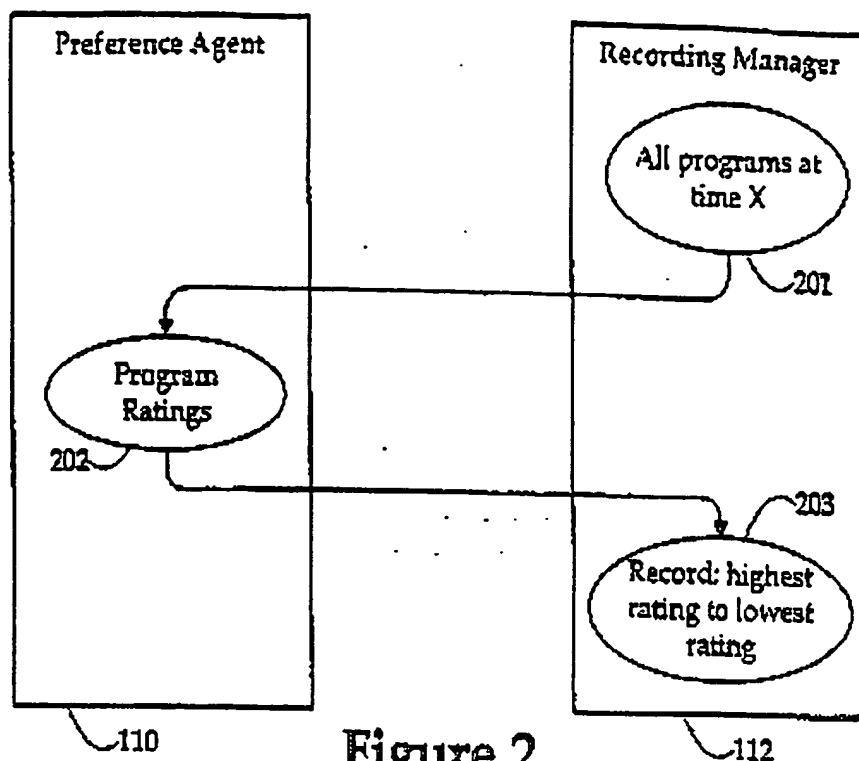 Preference Agent
Recording Manager
All programs at
time X
201
Program
Ratings
202
203
Record: highest
rating to lowest
rating
110
Figure 2
112